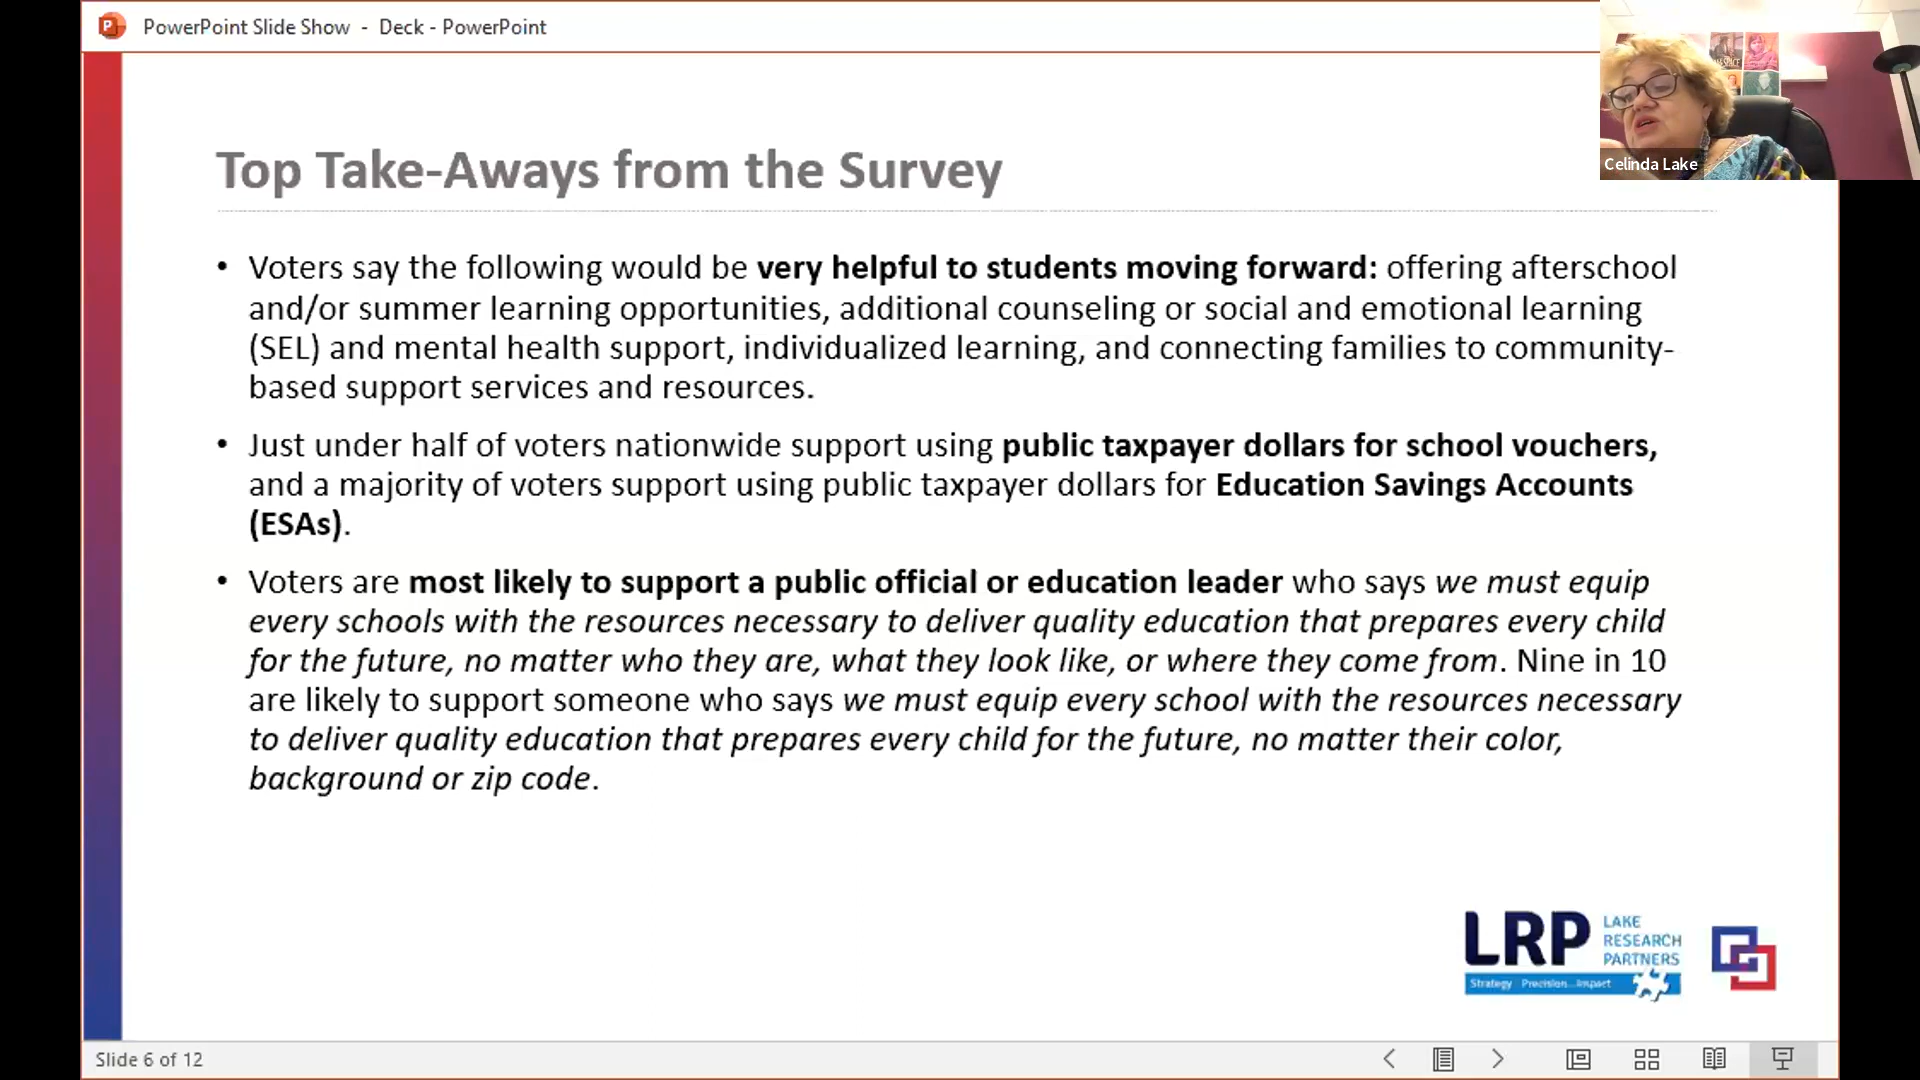 PowerPoint Slide Show - Deck - PowerPoint
Celinda Lake
Top Take-Aways from the Survey
• Voters say the following would be very helpful to students moving forward: offering afterschool
and/or summer learning opportunities, additional counseling or social and emotional learning
(SEL) and mental health support, individualized learning, and connecting families to community-
based support services and resources.
• Just under half of voters nationwide support using public taxpayer dollars for school vouchers,
and a majority of voters support using public taxpayer dollars for Education Savings Accounts
(ESAs).
• Voters are most likely to support a public official or education leader who says we must equip
every schools with the resources necessary to deliver quality education that prepares every child
for the future, no matter who they are, what they look like, or where they come from. Nine in 10
are likely to support someone who says we must equip every school with the resources necessary
to deliver quality education that prepares every child for the future, no matter their color,
background or zip code.
LRP
LAKE
RESEARCH
PARTNERS
Strategy Precision...Impact
Slide 6 of 12